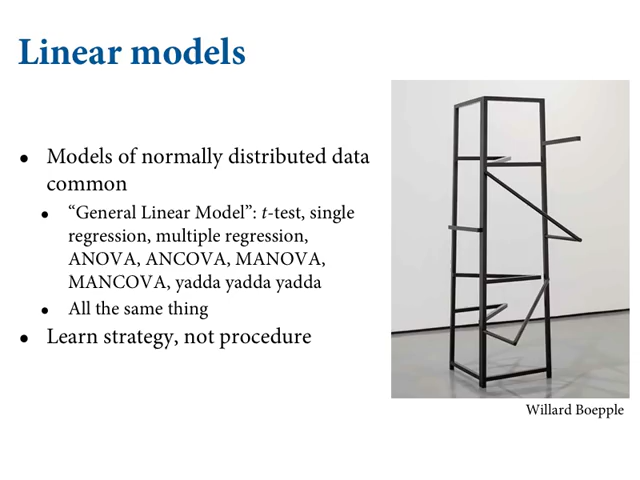 Linear models
• Models of normally distributed data
common
• “General Linear Model”: t-test, single
regression, multiple regression,
ANOVA, ANCOVA, MANOVA,
MANCOVA, yadda yadda yadda
• All the same thing
• Learn strategy, not procedure
Willard Boepple